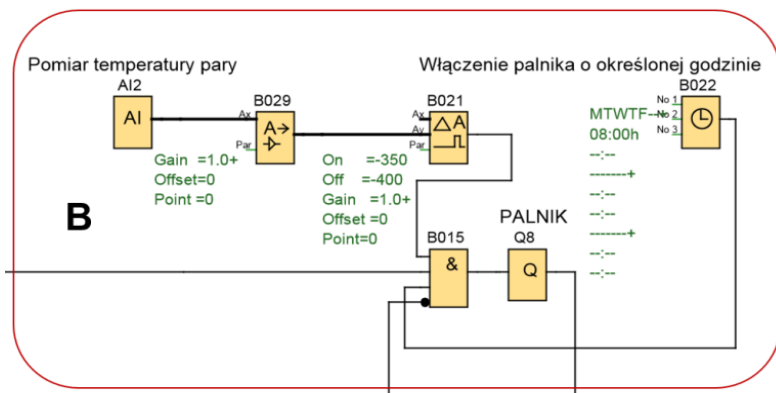 Pomiar temperatury pary
AI2
AI
B029
Ax
A→
Par
Gain =1.0+
Offset=0
Point =0
B021
Ax
Ay
Par
△A
On =-350
Off =-400
Gain =1.0+
Offset =0
Point=0
Włączenie palnika o określonej godzinie
B022
No 1
No 2
No 3
MTWTF--
08:00h
--:--
-------+
--:--
--:--
-------+
--:--
--:--
B
B015
&
PALNIK
Q8
Q